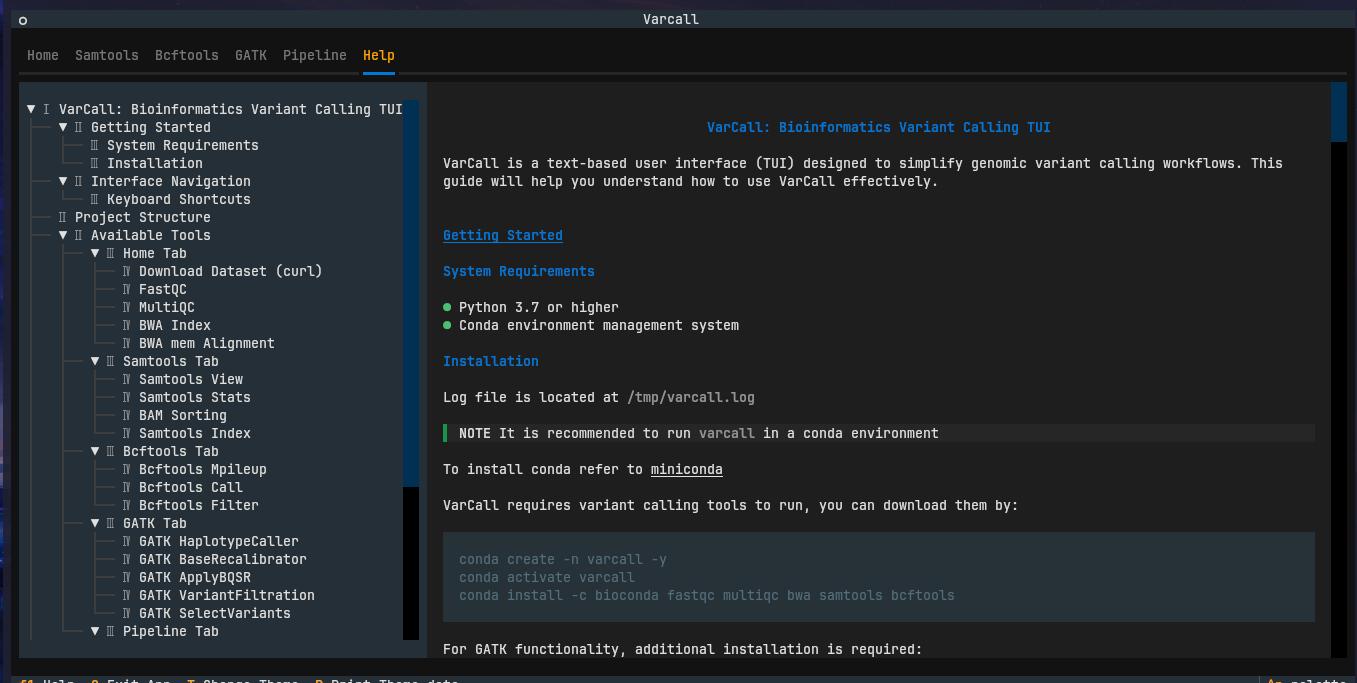 Varcall
Home Samtools Bcftools GATK Pipeline Help
▼ Ⅰ VarCall: Bioinformatics Variant Calling TUI
▼ Ⅱ Getting Started
Ⅲ System Requirements
Ⅲ Installation
▼ Ⅱ Interface Navigation
Ⅲ Keyboard Shortcuts
Ⅱ Project Structure
▼ Ⅱ Available Tools
▼ Ⅲ Home Tab
Ⅳ Download Dataset (curl)
Ⅳ FastQC
Ⅳ MultiQC
Ⅳ BWA Index
Ⅳ BWA mem Alignment
▼ Ⅲ Samtools Tab
Ⅳ Samtools View
Ⅳ Samtools Stats
Ⅳ BAM Sorting
Ⅳ Samtools Index
▼ Ⅲ Bcftools Tab
Ⅳ Bcftools Mpileup
Ⅳ Bcftools Call
Ⅳ Bcftools Filter
▼ Ⅲ GATK Tab
Ⅳ GATK HaplotypeCaller
Ⅳ GATK BaseRecalibrator
Ⅳ GATK ApplyBQSR
Ⅳ GATK VariantFiltration
Ⅳ GATK SelectVariants
▼ Ⅲ Pipeline Tab
VarCall: Bioinformatics Variant Calling TUI
VarCall is a text-based user interface (TUI) designed to simplify genomic variant calling workflows. This
guide will help you understand how to use VarCall effectively.
Getting Started
System Requirements
● Python 3.7 or higher
● Conda environment management system
Installation
Log file is located at /tmp/varcall.log
NOTE It is recommended to run varcall in a conda environment
To install conda refer to miniconda
VarCall requires variant calling tools to run, you can download them by:
conda create -n varcall -y
conda activate varcall
conda install -c bioconda fastqc multiqc bwa samtools bcftools
For GATK functionality, additional installation is required:
f1 Help Exit App T Change Theme Print Theme data ^p palette